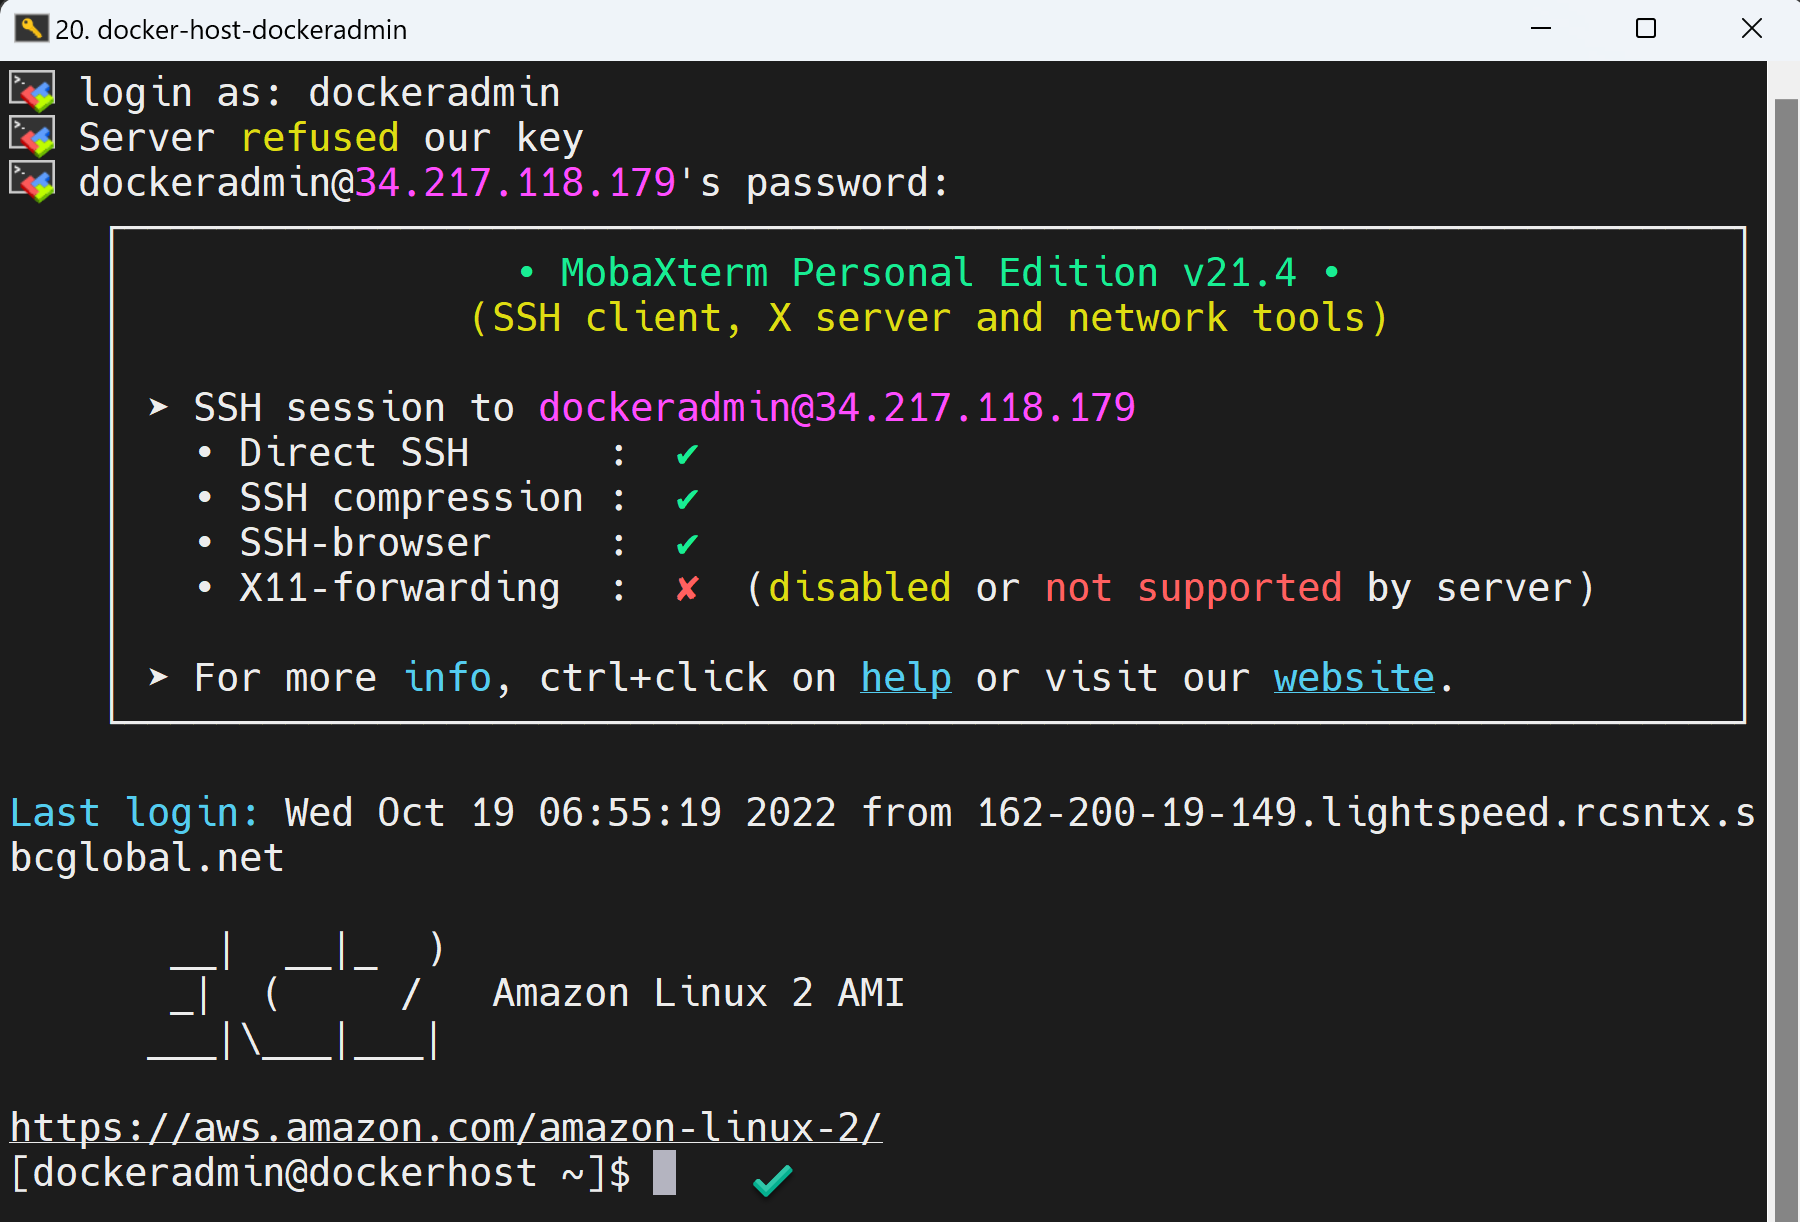 20. docker-host-dockeradmin
login as: dockeradmin
Server refused our key
dockeradmin@34.217.118.179's password:
• MobaXterm Personal Edition v21.4 •
(SSH client, X server and network tools)
➤ SSH session to dockeradmin@34.217.118.179
• Direct SSH      :  ✔
• SSH compression :  ✔
• SSH-browser     :  ✔
• X11-forwarding  :  ✘  (disabled or not supported by server)
➤ For more info, ctrl+click on help or visit our website.
Last login: Wed Oct 19 06:55:19 2022 from 162-200-19-149.lightspeed.rcsntx.s
bcglobal.net
       __|  __|_  )
       _|  (     /   Amazon Linux 2 AMI
      ___|\___|___|
https://aws.amazon.com/amazon-linux-2/
[dockeradmin@dockerhost ~]$